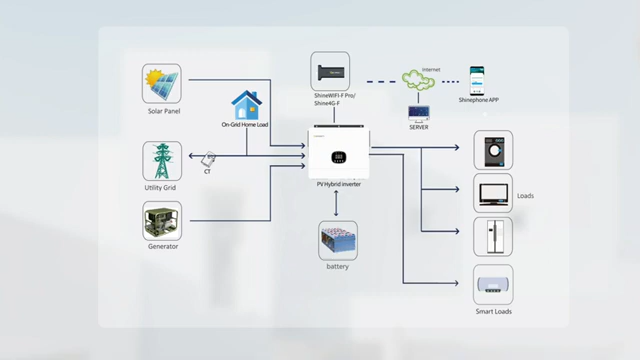 Internet
ShineWIFI-F Pro/
Shine4G-F
Shinephone APP
Solar Panel
On-Grid Home Load
SERVER
CT
PV Hybrid inverter
Utility Grid
Loads
Generator
battery
Smart Loads